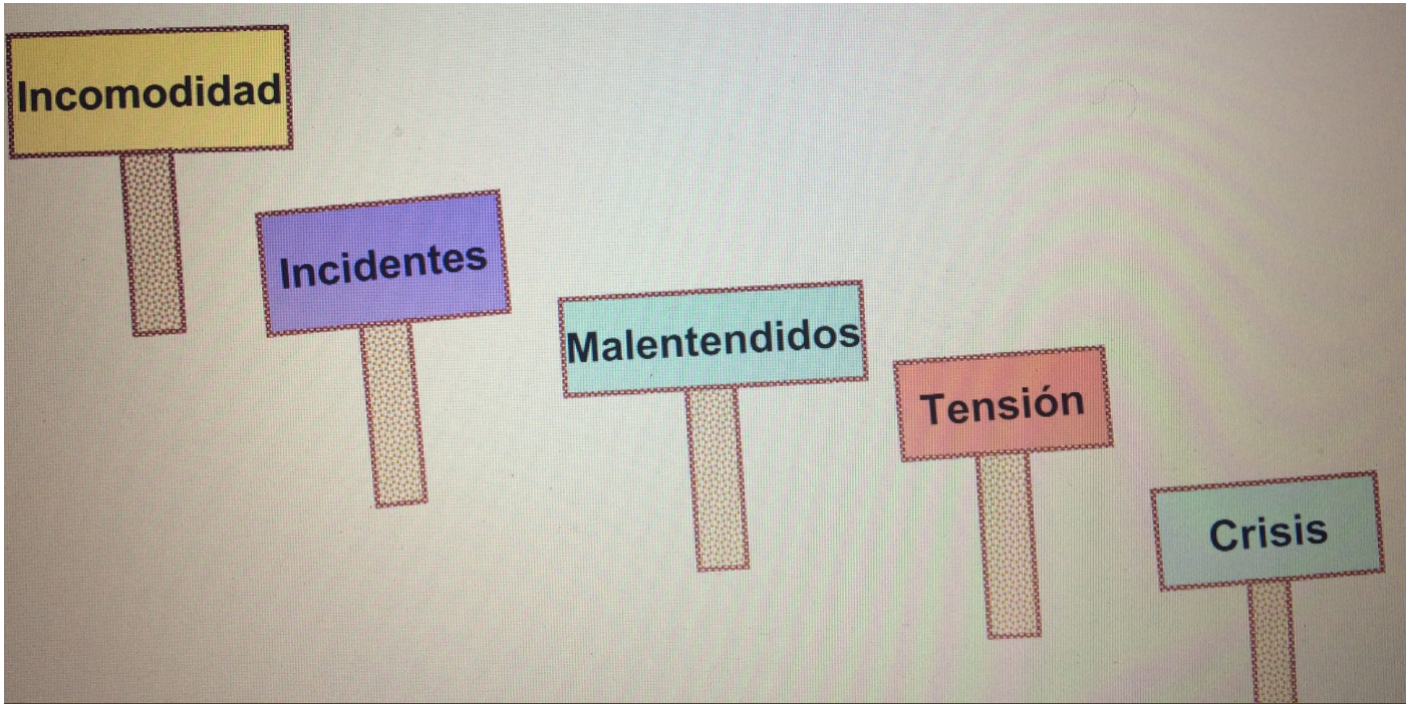 Incomodidad
Incidentes
Malentendidos
Tensión
Crisis